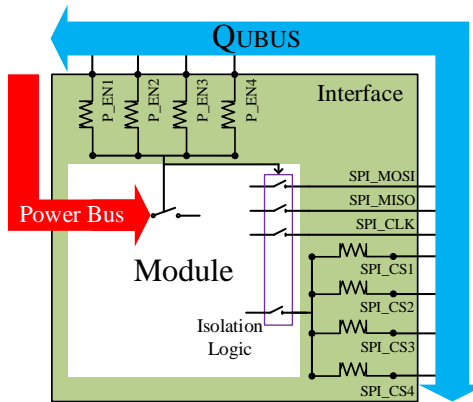 QUBUS
P_EN1
P_EN2
P_EN3
P_EN4
Interface
SPI_MOSI
SPI_MISO
SPI_CLK
Power Bus
Module
SPI_CS1
SPI_CS2
Isolation
Logic
SPI_CS3
SPI_CS4